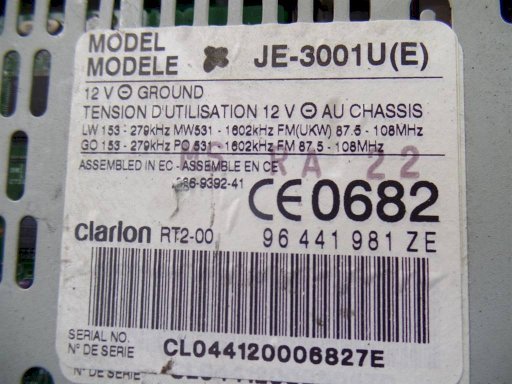 MODEL
MODELE JE-3001U(E)
12 V ⊖ GROUND
TENSION D'UTILISATION 12 V ⊖ AU CHASSIS
LW 153 - 279kHz MW531 - 1602kHz FM(UKW) 87.5 - 108MHz
GO 153 - 279kHz PO 531 - 1602kHz FM 87.5 - 108MHz
RA 22
ASSEMBLED IN EC - ASSEMBLE EN CE
-9392-41
CE0682
Clarion RT2-00 96 441 981 ZE
SERIAL NO.
N° DE SERIE CL044120006827E
N° DE SERIE